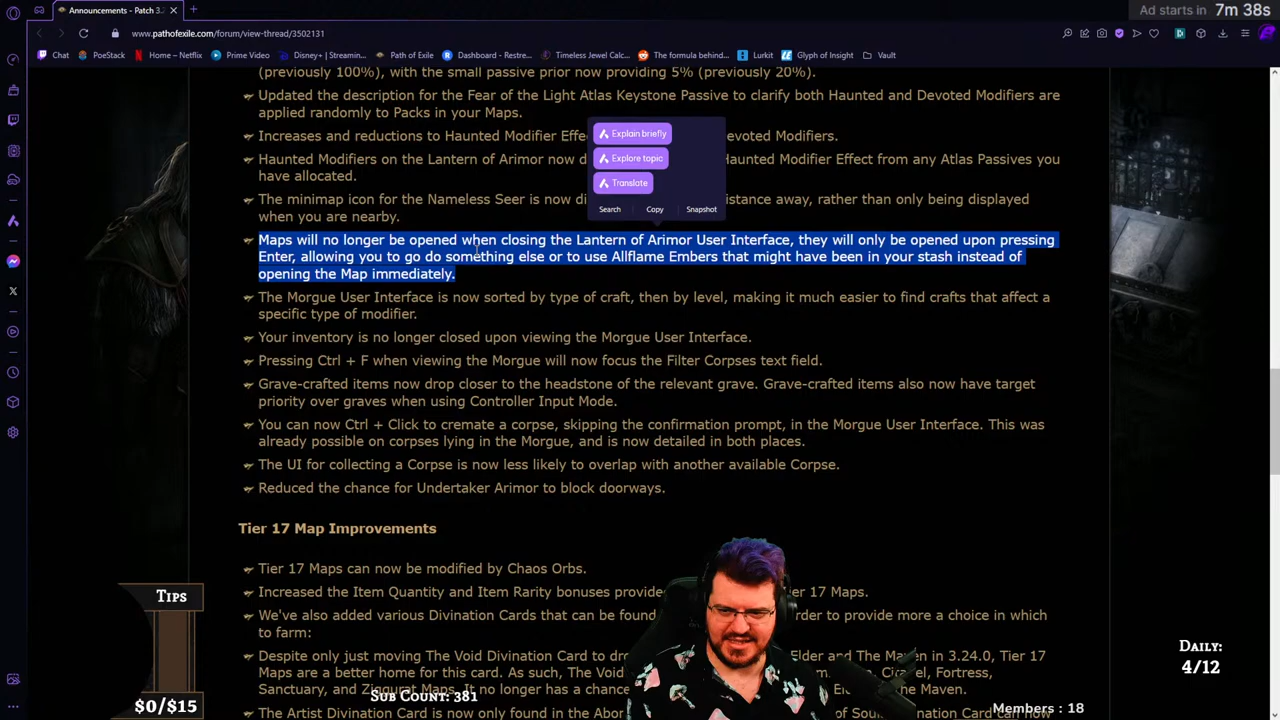 Announcements - Patch 3.
Ad starts in 7m 38s
www.pathofexile.com/forum/view-thread/3502131
Chat PoeStack Home – Netflix Prime Video Disney+ | Streamin... Path of Exile Dashboard - Restre... Timeless Jewel Calc... The formula behind... Lurkit Glyph of Insight Vault
(previously 100%), with the small passive prior now providing 5% (previously 20%).
Updated the description for the Fear of the Light Atlas Keystone Passive to clarify both Haunted and Devoted Modifiers are
applied randomly to Packs in your Maps.
Increases and reductions to Haunted Modifier Effe evoted Modifiers.
Haunted Modifiers on the Lantern of Arimor now d Haunted Modifier Effect from any Atlas Passives you
have allocated.
The minimap icon for the Nameless Seer is now di istance away, rather than only being displayed
when you are nearby.
Explain briefly
Explore topic
Translate
Search Copy Snapshot
Maps will no longer be opened when closing the Lantern of Arimor User Interface, they will only be opened upon pressing
Enter, allowing you to go do something else or to use Allflame Embers that might have been in your stash instead of
opening the Map immediately.
The Morgue User Interface is now sorted by type of craft, then by level, making it much easier to find crafts that affect a
specific type of modifier.
Your inventory is no longer closed upon viewing the Morgue User Interface.
Pressing Ctrl + F when viewing the Morgue will now focus the Filter Corpses text field.
Grave-crafted items now drop closer to the headstone of the relevant grave. Grave-crafted items also now have target
priority over graves when using Controller Input Mode.
You can now Ctrl + Click to cremate a corpse, skipping the confirmation prompt, in the Morgue User Interface. This was
already possible on corpses lying in the Morgue, and is now detailed in both places.
The UI for collecting a Corpse is now less likely to overlap with another available Corpse.
Reduced the chance for Undertaker Arimor to block doorways.
Tier 17 Map Improvements
Tier 17 Maps can now be modified by Chaos Orbs.
Increased the Item Quantity and Item Rarity bonuses provide er 17 Maps.
We've also added various Divination Cards that can be found rder to provide more a choice in which
to farm:
Despite only just moving The Void Divination Card to dro Elder and The Maven in 3.24.0, Tier 17
Maps are a better home for this card. As such, The Void Fortress,
Sanctuary, and Ziggurat Maps. It no longer has a chance The Maven.
The Artist Divination Card is now only found in the Abo of Sou Divination Card can now
Tips
$0/$15
Sub Count: 381
Daily:
4/12
Members : 18